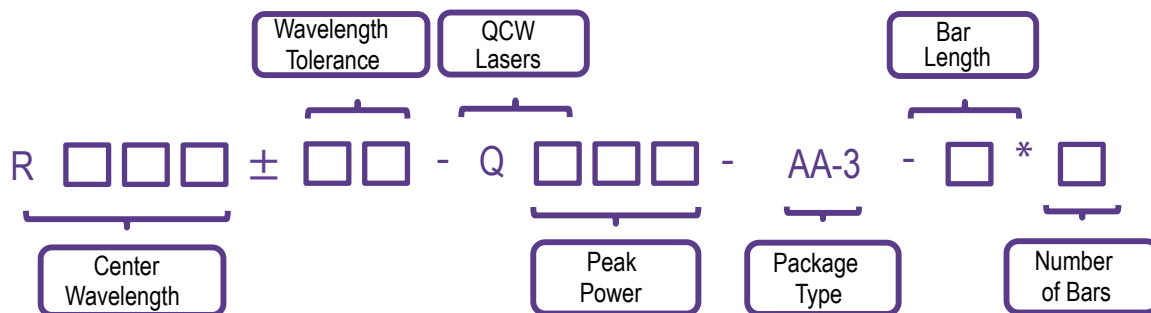 Wavelength Tolerance
QCW Lasers
Bar Length
R □□□ ± □□ - Q □□□ - AA-3 - □ * □
Center Wavelength
Peak Power
Package Type
Number of Bars